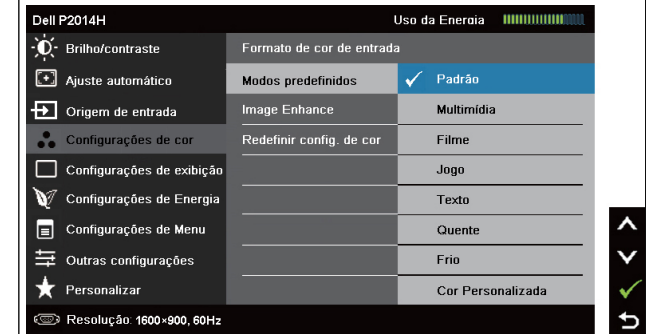 Dell P2014H Uso da Energia
Brilho/contraste Formato de cor de entrada
Ajuste automático Modos predefinidos Padrão
Origem de entrada Image Enhance Multimídia
Configurações de cor Redefinir config. de cor Filme
Configurações de exibição Jogo
Configurações de Energia Texto
Configurações de Menu Quente
Outras configurações Frio
Personalizar Cor Personalizada
Resolução: 1600×900, 60Hz